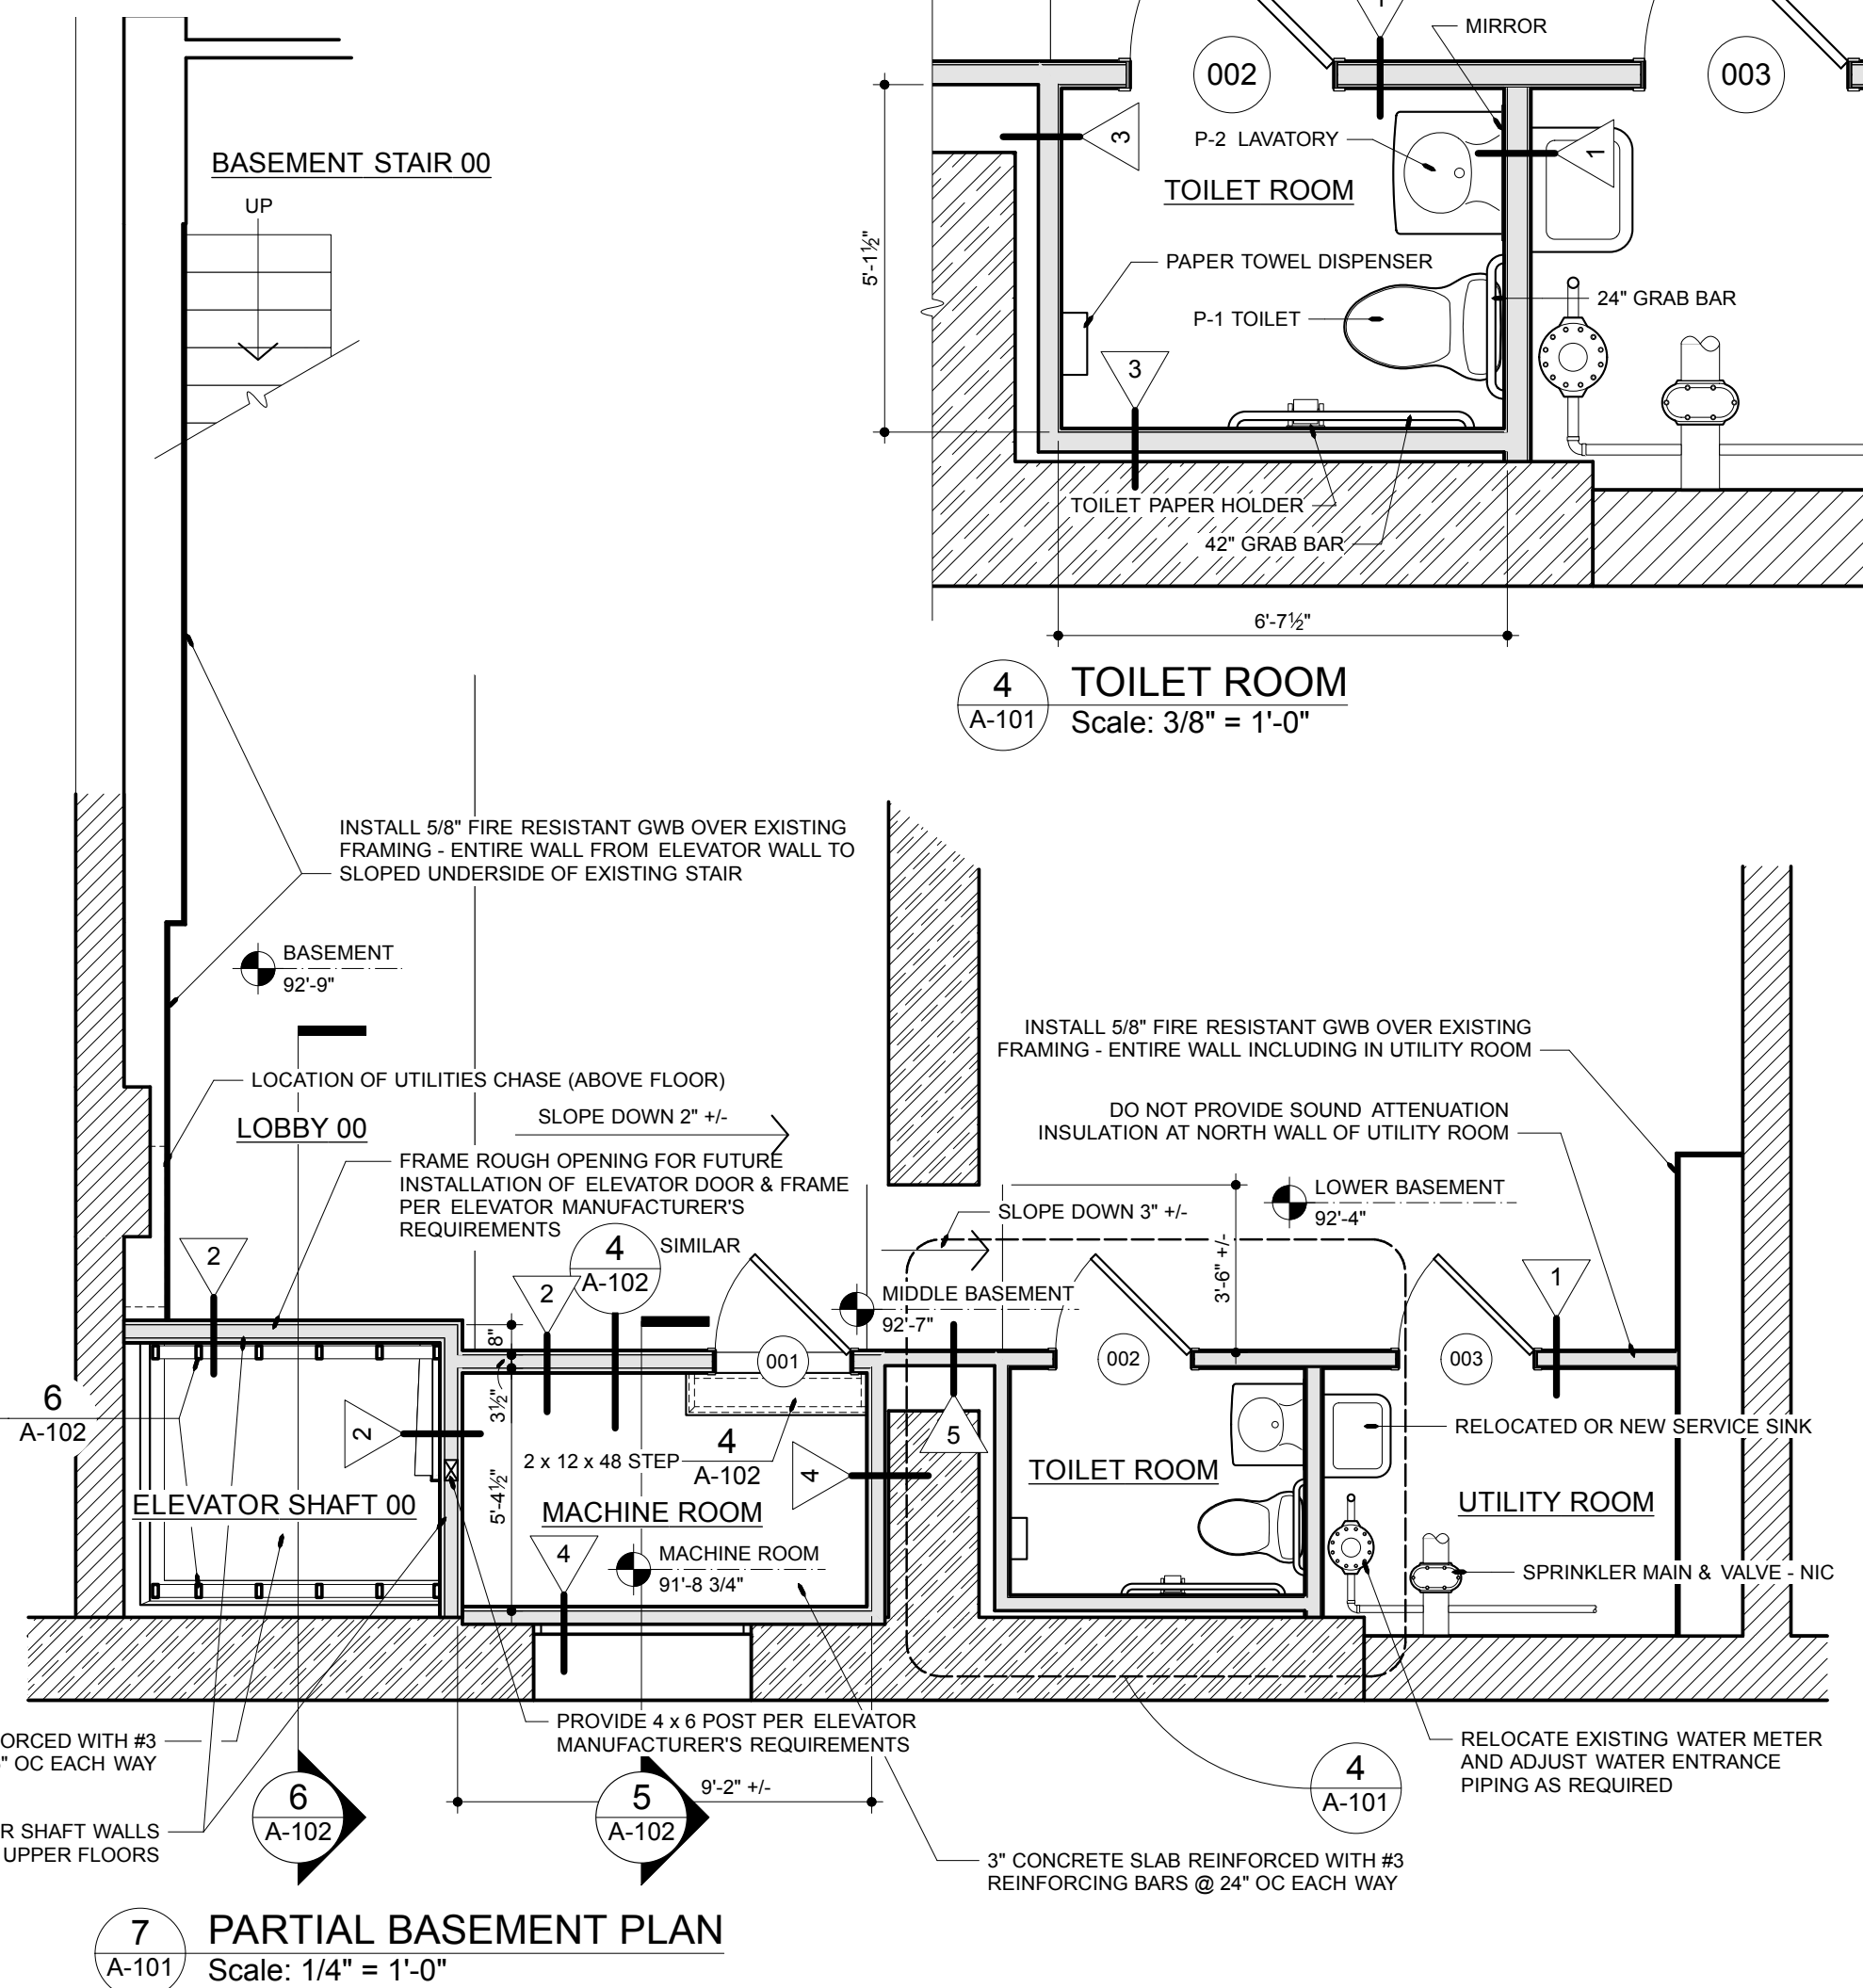 MIRROR
002
003
1
3
P-2 LAVATORY
1
TOILET ROOM
BASEMENT STAIR 00
UP
5'-1½"
PAPER TOWEL DISPENSER
24" GRAB BAR
P-1 TOILET
3
TOILET PAPER HOLDER
42" GRAB BAR
6'-7½"
4
A-101
TOILET ROOM
Scale: 3/8" = 1'-0"
INSTALL 5/8" FIRE RESISTANT GWB OVER EXISTING
FRAMING - ENTIRE WALL FROM ELEVATOR WALL TO
SLOPED UNDERSIDE OF EXISTING STAIR
BASEMENT
92'-9"
INSTALL 5/8" FIRE RESISTANT GWB OVER EXISTING
FRAMING - ENTIRE WALL INCLUDING IN UTILITY ROOM
LOCATION OF UTILITIES CHASE (ABOVE FLOOR)
LOBBY 00
SLOPE DOWN 2" +/-
DO NOT PROVIDE SOUND ATTENUATION
INSULATION AT NORTH WALL OF UTILITY ROOM
FRAME ROUGH OPENING FOR FUTURE
INSTALLATION OF ELEVATOR DOOR & FRAME
PER ELEVATOR MANUFACTURER'S
REQUIREMENTS
LOWER BASEMENT
92'-4"
SLOPE DOWN 3" +/-
3'-6" +/-
4
A-102
SIMILAR
2
2
1
MIDDLE BASEMENT
92'-7"
8"
001
002
003
3½"
6
A-102
2
2 x 12 x 48 STEP
4
A-102
4
5
RELOCATED OR NEW SERVICE SINK
TOILET ROOM
ELEVATOR SHAFT 00
5'-4½"
MACHINE ROOM
UTILITY ROOM
4
MACHINE ROOM
91'-8 3/4"
SPRINKLER MAIN & VALVE - NIC
PROVIDE 4 x 6 POST PER ELEVATOR
MANUFACTURER'S REQUIREMENTS
ORCED WITH #3
" OC EACH WAY
RELOCATE EXISTING WATER METER
AND ADJUST WATER ENTRANCE
PIPING AS REQUIRED
6
A-102
5
A-102
9'-2" +/-
4
A-101
R SHAFT WALLS
UPPER FLOORS
3" CONCRETE SLAB REINFORCED WITH #3
REINFORCING BARS @ 24" OC EACH WAY
7
A-101
PARTIAL BASEMENT PLAN
Scale: 1/4" = 1'-0"